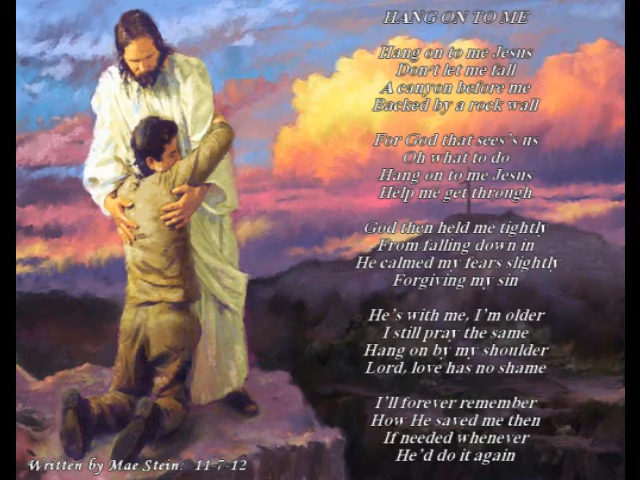 HANG ON TO ME
Hang on to me Jesus
Don't let me fall
A canyon before me
Backed by a rock wall
For God that sees's us
Oh what to do
Hang on to me Jesus
Help me get through
God then held me tightly
From falling down in
He calmed my fears slightly
Forgiving my sin
He's with me, I'm older
I still pray the same
Hang on by my shoulder
Lord, love has no shame
I'll forever remember
How He saved me then
If needed whenever
He'd do it again
Written by Mae Stein: 11-7-12